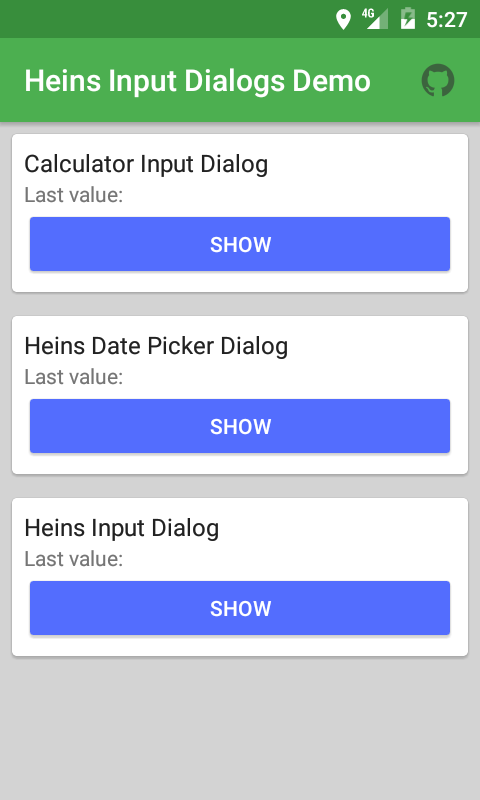 4G 5:27
Heins Input Dialogs Demo
Calculator Input Dialog
Last value:
SHOW
Heins Date Picker Dialog
Last value:
SHOW
Heins Input Dialog
Last value:
SHOW